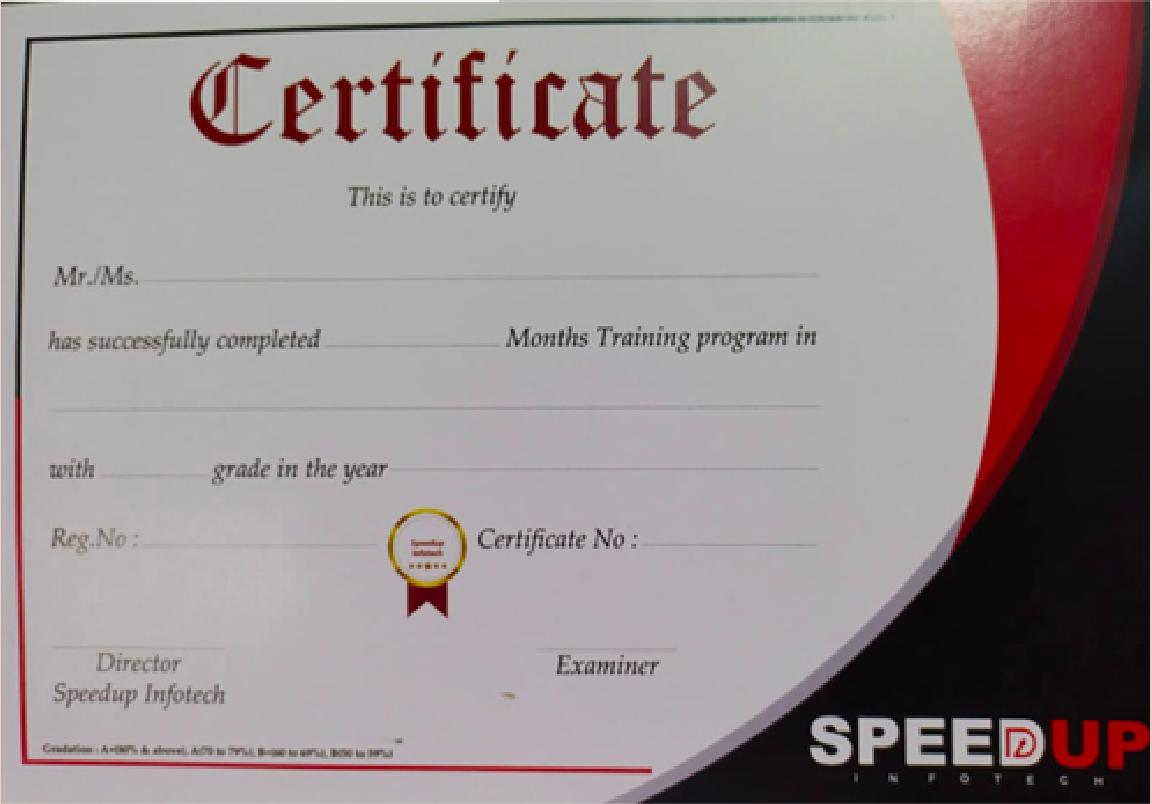 Certificate
This is to certify
Mr./Ms.
has successfully completed Months Training program in
with grade in the year
Reg.No : Certificate No :
Speedup
Infotech
Director Examiner
Speedup Infotech
Gradation : A+(80% & above), A(70 to 79%), B+(60 to 69%), B(50 to 59%)
SPEEDUP
INFOTECH